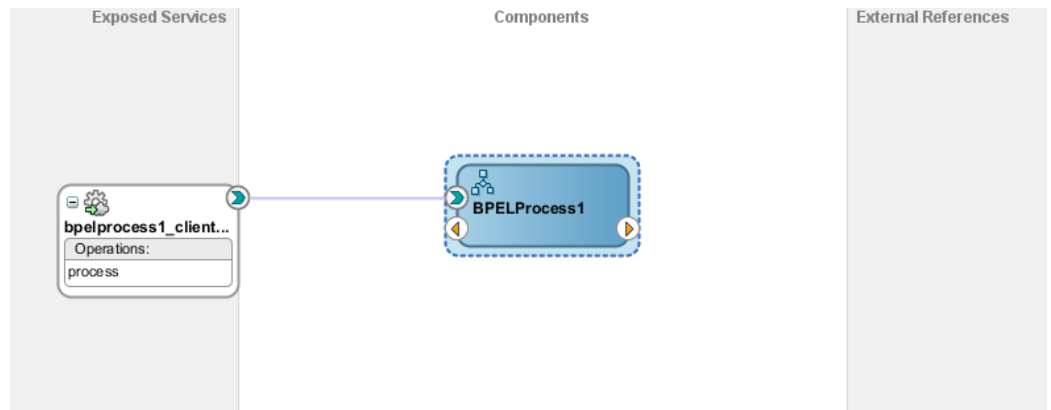 Exposed Services
Components
External References
bpelprocess1_client...
Operations:
process
BPELProcess1